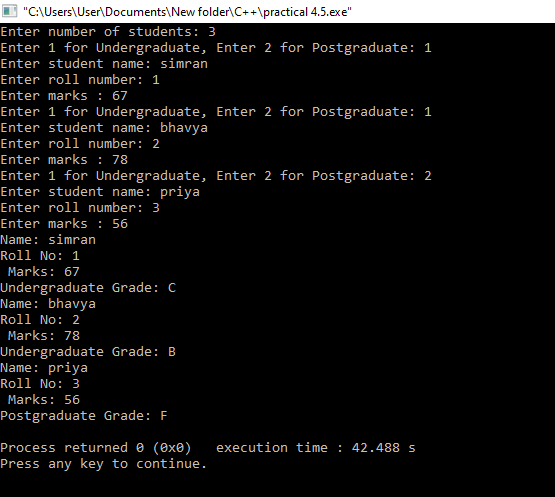 "C:\Users\User\Documents\New folder\C++\practical 4.5.exe"
Enter number of students: 3
Enter 1 for Undergraduate, Enter 2 for Postgraduate: 1
Enter student name: simran
Enter roll number: 1
Enter marks : 67
Enter 1 for Undergraduate, Enter 2 for Postgraduate: 1
Enter student name: bhavya
Enter roll number: 2
Enter marks : 78
Enter 1 for Undergraduate, Enter 2 for Postgraduate: 2
Enter student name: priya
Enter roll number: 3
Enter marks : 56
Name: simran
Roll No: 1
 Marks: 67
Undergraduate Grade: C
Name: bhavya
Roll No: 2
 Marks: 78
Undergraduate Grade: B
Name: priya
Roll No: 3
 Marks: 56
Postgraduate Grade: F

Process returned 0 (0x0)   execution time : 42.488 s
Press any key to continue.